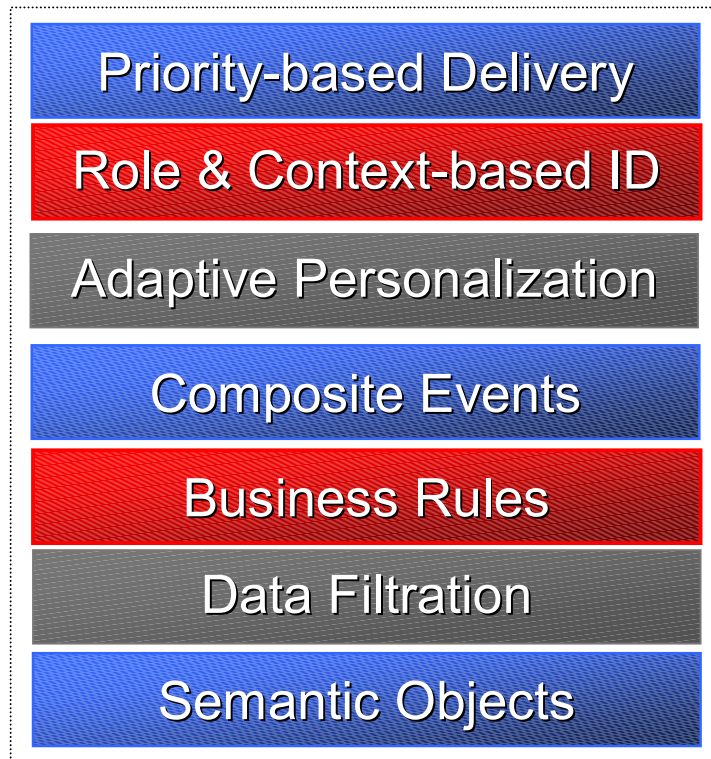 Priority-based Delivery
Role & Context-based ID
Adaptive Personalization
Composite Events
Business Rules
Data Filtration
Semantic Objects